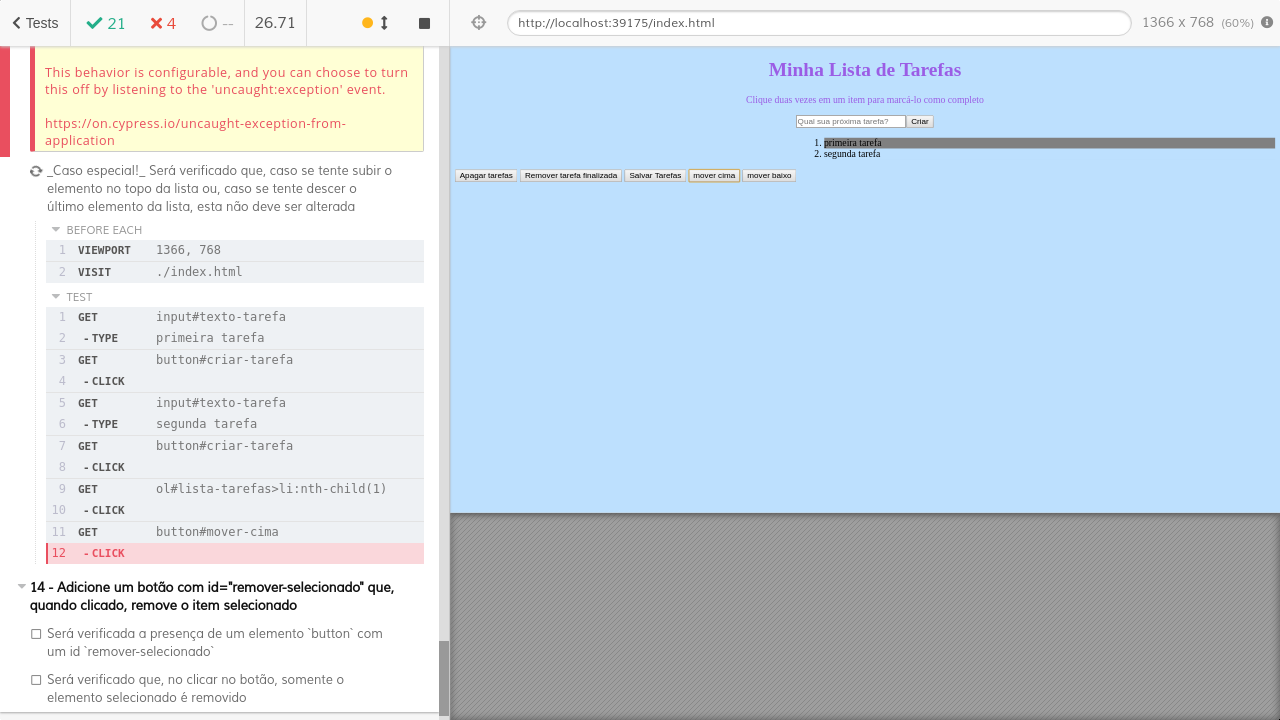 Tests
21
4
--
26.71
This behavior is configurable, and you can choose to turn
this off by listening to the 'uncaught:exception' event.
https://on.cypress.io/uncaught-exception-from-
application
_Caso especial!_ Será verificado que, caso se tente subir o
elemento no topo da lista ou, caso se tente descer o
último elemento da lista, esta não deve ser alterada
BEFORE EACH
1 VIEWPORT 1366, 768
2 VISIT ./index.html
TEST
1 GET input#texto-tarefa
2 - TYPE primeira tarefa
3 GET button#criar-tarefa
4 - CLICK
5 GET input#texto-tarefa
6 - TYPE segunda tarefa
7 GET button#criar-tarefa
8 - CLICK
9 GET ol#lista-tarefas>li:nth-child(1)
10 - CLICK
11 GET button#mover-cima
12 - CLICK
14 - Adicione um botão com id="remover-selecionado" que,
quando clicado, remove o item selecionado
Será verificada a presença de um elemento `button` com
um id `remover-selecionado`
Será verificado que, no clicar no botão, somente o
elemento selecionado é removido
http://localhost:39175/index.html
1366 x 768 (60%)
Minha Lista de Tarefas
Clique duas vezes em um item para marcá-lo como completo
Qual sua próxima tarefa? Criar
1. primeira tarefa
2. segunda tarefa
Apagar tarefas Remover tarefa finalizada Salvar Tarefas mover cima mover baixo